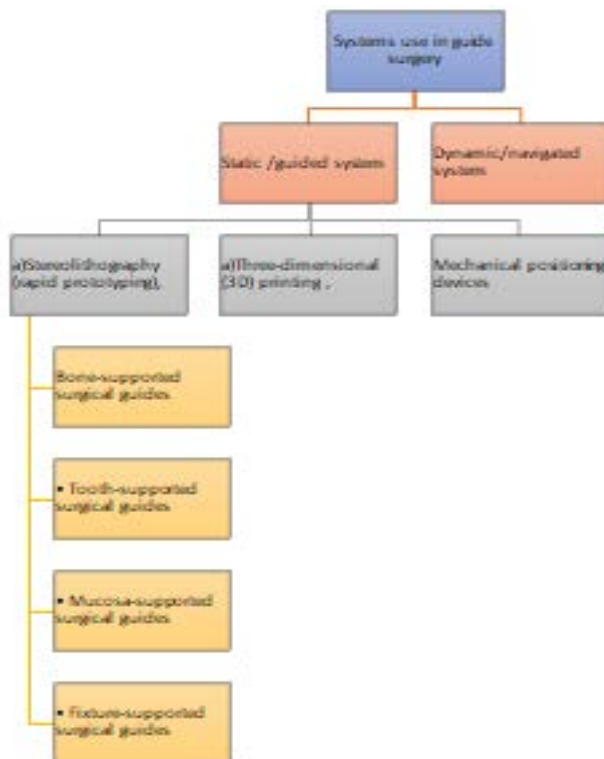 Systems use in guide
surgery
Static /guided system
Dynamic/navigated
system
a)Stereolithography
(rapid prototyping),
a)Three-dimensional
(3D) printing ,
Mechanical positioning
devices
Bone-supported
surgical guides
• Tooth-supported
surgical guides
• Mucosa-supported
surgical guides
• Fixture-supported
surgical guides